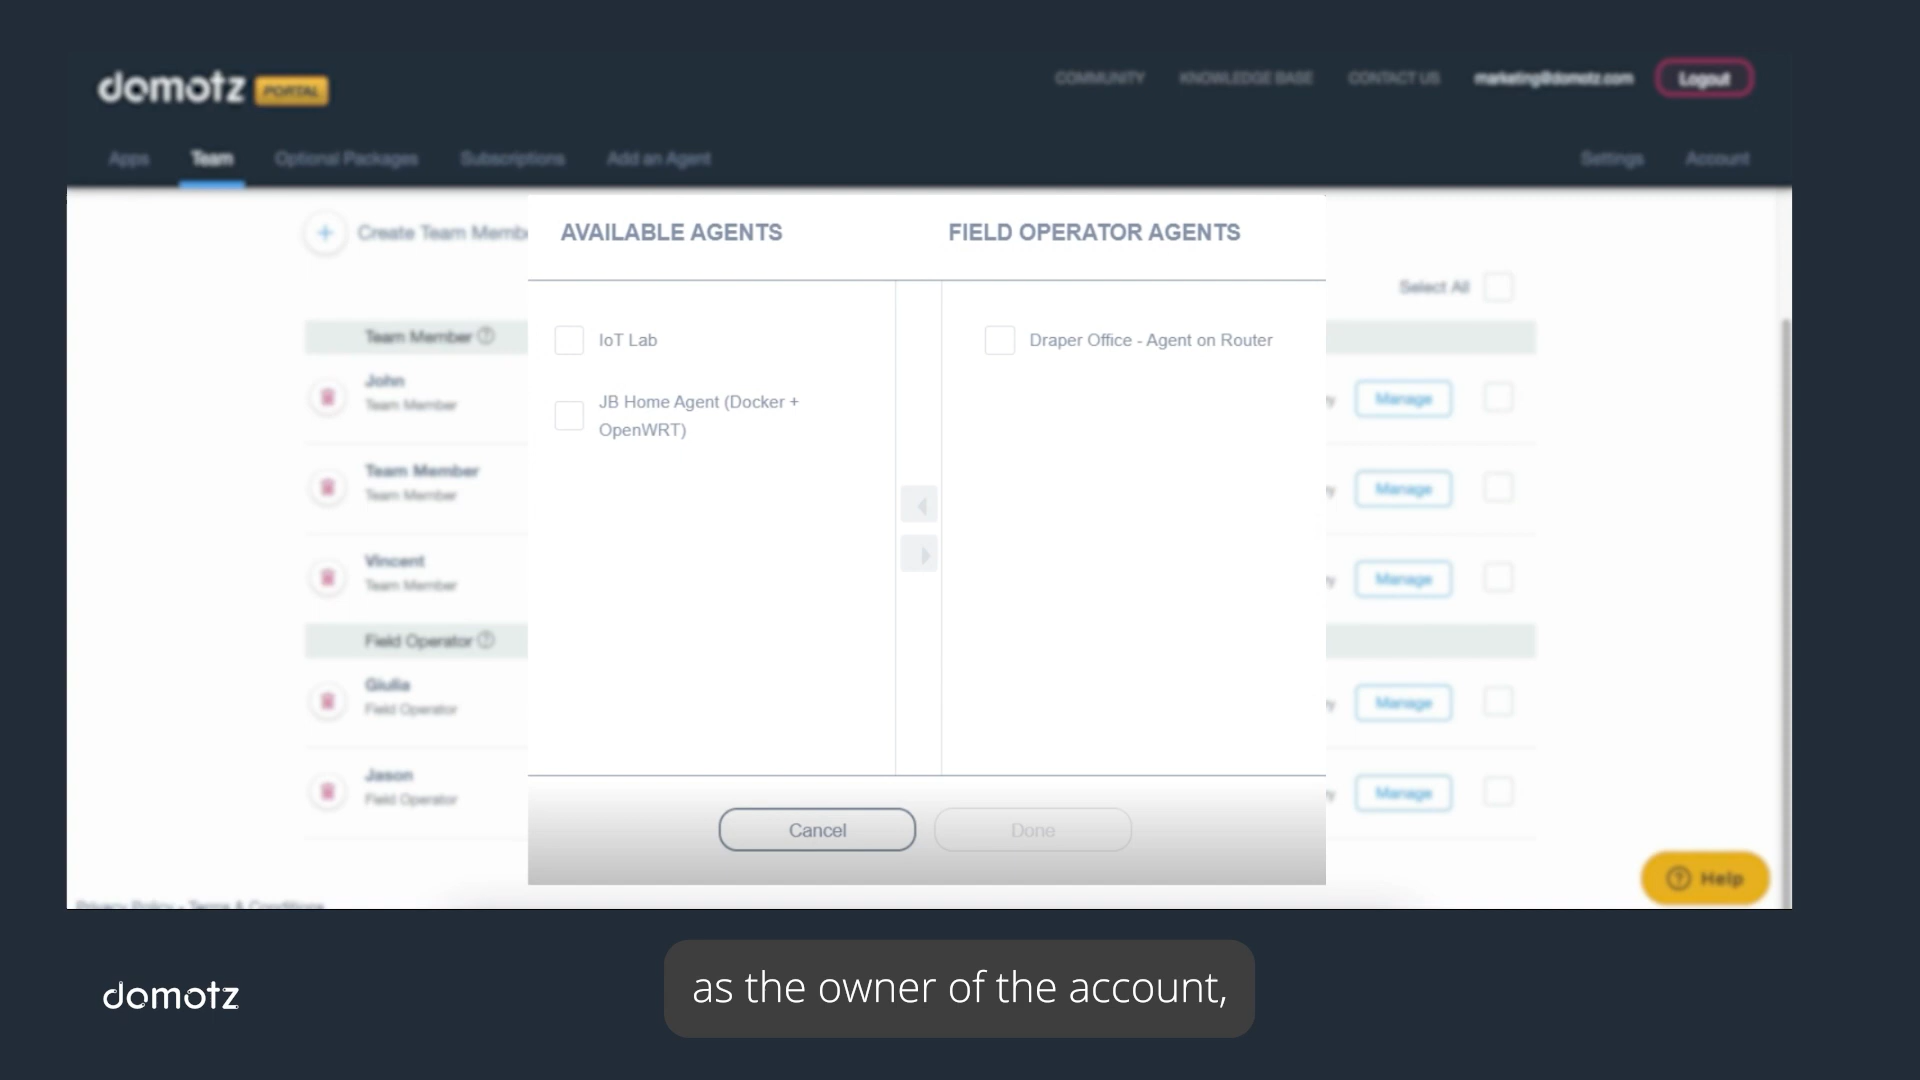 domotz PORTAL
COMMUNITY KNOWLEDGE BASE CONTACT US marketing@domotz.com Logout
Apps Team Optional Packages Subscriptions Add an Agent Settings Account
Create Team Memb
AVAILABLE AGENTS FIELD OPERATOR AGENTS
Select All
Team Member
IoT Lab Draper Office - Agent on Router
John
Team Member
Manage
JB Home Agent (Docker +
OpenWRT)
Team Member
Team Member
Manage
Vincent
Team Member
Manage
Field Operator
Giulia
Field Operator
Manage
Jason
Field Operator
Manage
Cancel Done
Help
Privacy Policy - Terms & Conditions
domotz
as the owner of the account,